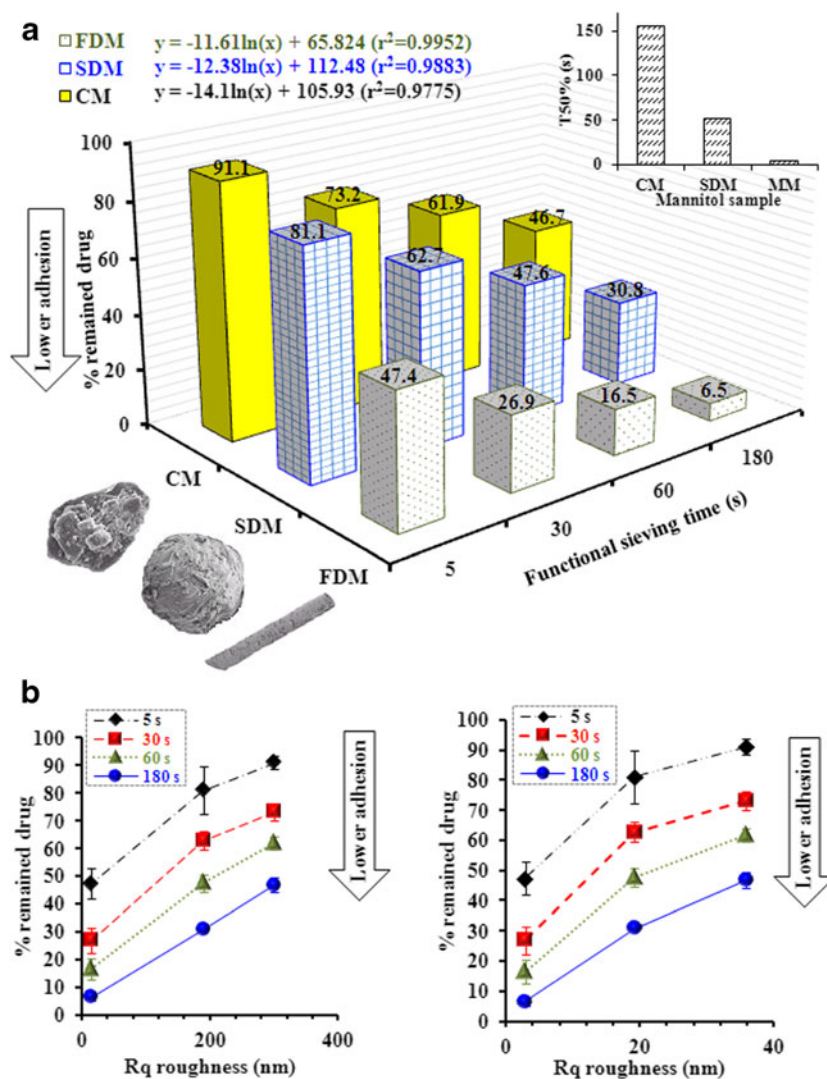 a
FDM y = -11.61ln(x) + 65.824 (r²=0.9952)
SDM y = -12.38ln(x) + 112.48 (r²=0.9883)
CM y = -14.1ln(x) + 105.93 (r²=0.9775)
T50% (s)
150
100
50
0
CM SDM MM
Mannitol sample
Lower adhesion
% remained drug
100
80
60
40
20
0
91.1 73.2 61.9 46.7
81.1 62.7 47.6 30.8
47.4 26.9 16.5 6.5
CM
SDM
FDM
5 30 60 180
Functional sieving time (s)
b
5 s
30 s
60 s
180 s
Lower adhesion
% remained drug
100
90
80
70
60
50
40
30
20
10
0
0 200 400
Rq roughness (nm)
5 s
30 s
60 s
180 s
Lower adhesion
% remained drug
100
90
80
70
60
50
40
30
20
10
0
0 20 40
Rq roughness (nm)